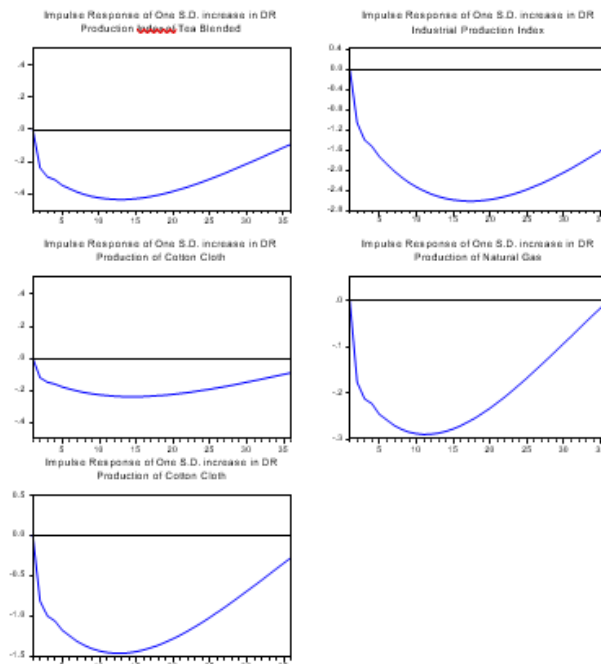 Impulse Response of One S.D. increase in DR
Production Index of Tea Blended
.4
.2
.0
-.2
-.4
5 10 15 20 25 30 35
Impulse Response of One S.D. increase in DR
Industrial Production Index
0.4
0.0
-0.4
-0.8
-1.2
-1.6
-2.0
-2.4
-2.8
5 10 15 20 25 30
Impulse Response of One S.D. increase in DR
Production of Cotton Cloth
.4
.2
.0
-.2
-.4
5 10 15 20 25 30 35
Impulse Response of One S.D. increase in DR
Production of Natural Gas
.0
-.1
-.2
-.3
5 10 15 20 25 30
Impulse Response of One S.D. increase in DR
Production of Cotton Cloth
0.5
0.0
-0.5
-1.0
-1.5